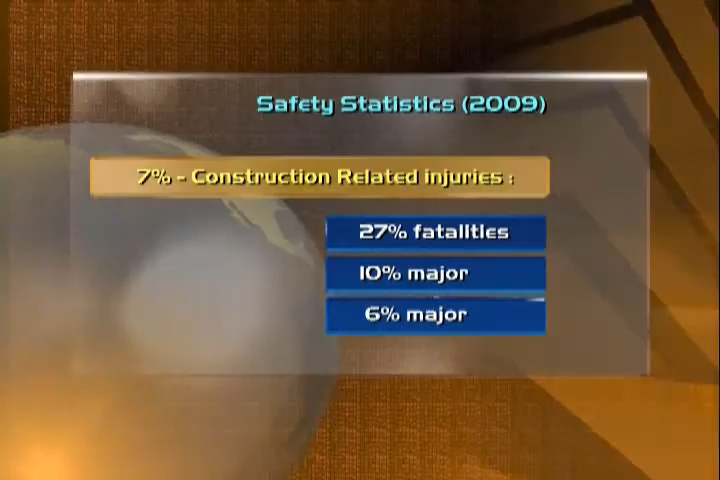 Safety Statistics (2009)
7% - Construction Related injuries :
27% fatalities
10% major
6% major